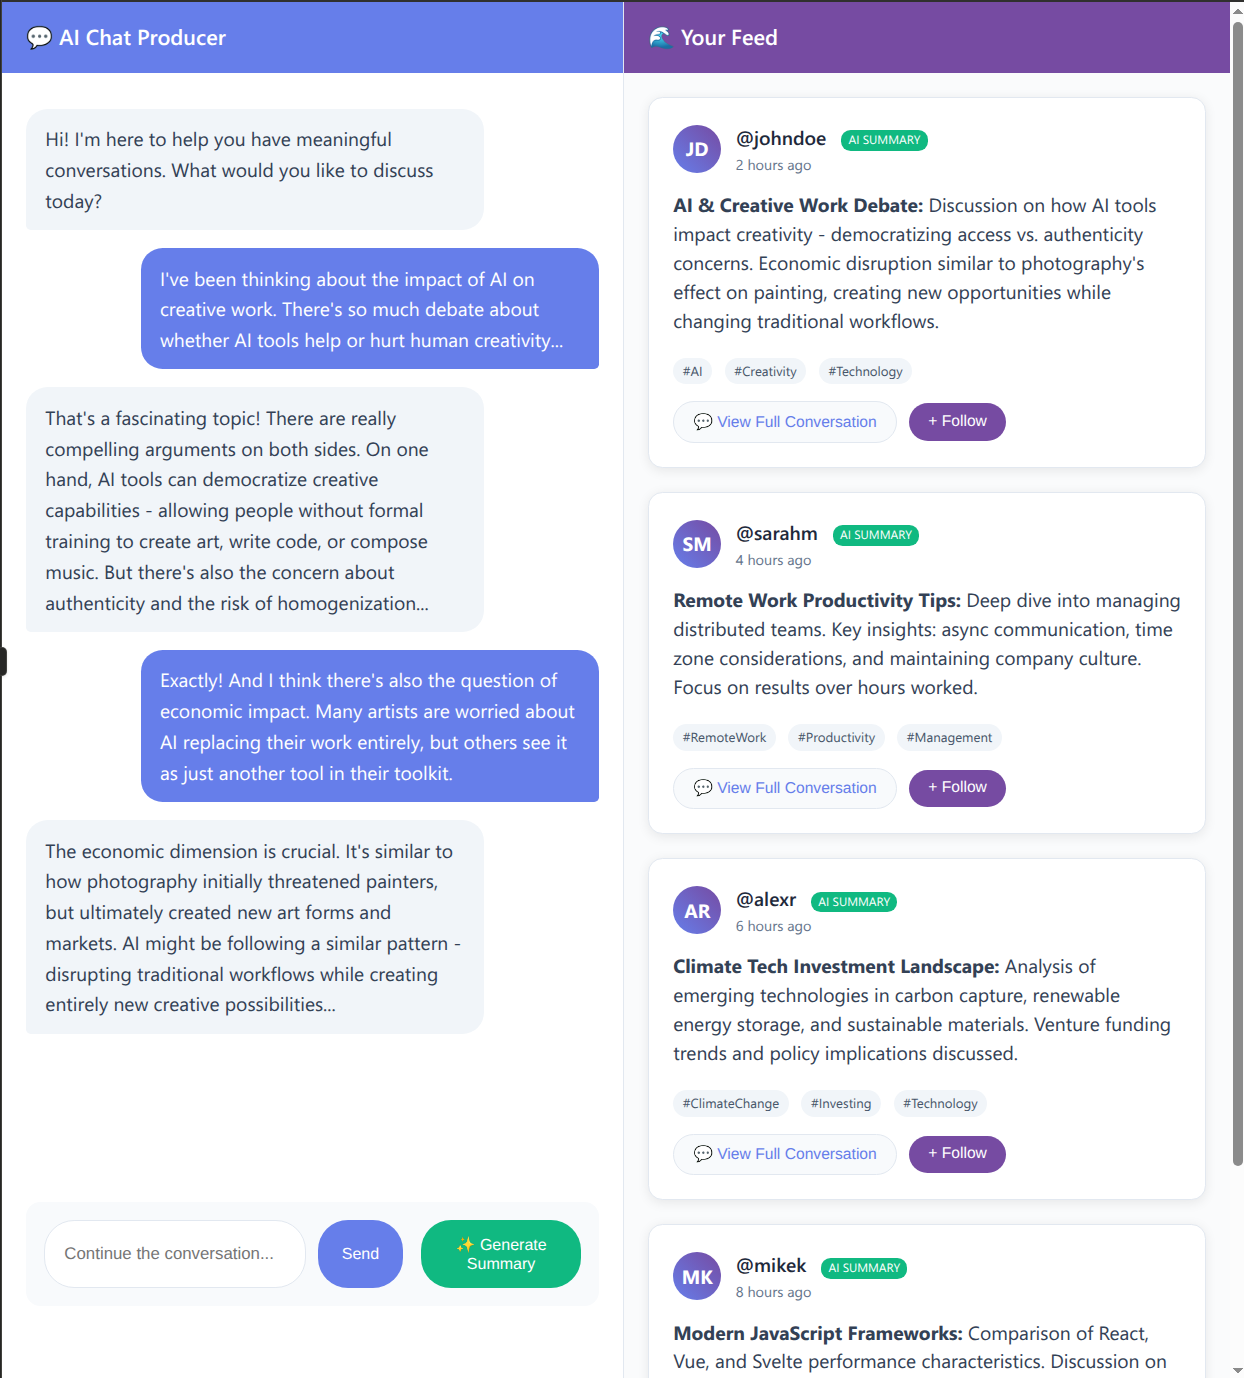 💬 AI Chat Producer
Hi! I'm here to help you have meaningful
conversations. What would you like to discuss
today?
I've been thinking about the impact of AI on
creative work. There's so much debate about
whether AI tools help or hurt human creativity...
That's a fascinating topic! There are really
compelling arguments on both sides. On one
hand, AI tools can democratize creative
capabilities - allowing people without formal
training to create art, write code, or compose
music. But there's also the concern about
authenticity and the risk of homogenization...
Exactly! And I think there's also the question of
economic impact. Many artists are worried about
AI replacing their work entirely, but others see it
as just another tool in their toolkit.
The economic dimension is crucial. It's similar to
how photography initially threatened painters,
but ultimately created new art forms and
markets. AI might be following a similar pattern -
disrupting traditional workflows while creating
entirely new creative possibilities...
Continue the conversation...
Send
✨ Generate
Summary
🌊 Your Feed
JD
@johndoe AI SUMMARY
2 hours ago
AI & Creative Work Debate: Discussion on how AI tools
impact creativity - democratizing access vs. authenticity
concerns. Economic disruption similar to photography's
effect on painting, creating new opportunities while
changing traditional workflows.
#AI #Creativity #Technology
💬 View Full Conversation + Follow
SM
@sarahm AI SUMMARY
4 hours ago
Remote Work Productivity Tips: Deep dive into managing
distributed teams. Key insights: async communication, time
zone considerations, and maintaining company culture.
Focus on results over hours worked.
#RemoteWork #Productivity #Management
💬 View Full Conversation + Follow
AR
@alexr AI SUMMARY
6 hours ago
Climate Tech Investment Landscape: Analysis of
emerging technologies in carbon capture, renewable
energy storage, and sustainable materials. Venture funding
trends and policy implications discussed.
#ClimateChange #Investing #Technology
💬 View Full Conversation + Follow
MK
@mikek AI SUMMARY
8 hours ago
Modern JavaScript Frameworks: Comparison of React,
Vue, and Svelte performance characteristics. Discussion on